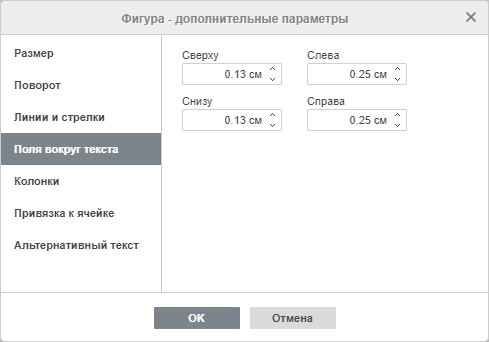 Фигура - дополнительные параметры
Размер
Поворот
Линии и стрелки
Поля вокруг текста
Колонки
Привязка к ячейке
Альтернативный текст
Сверху Слева
0.13 см 0.25 см
Снизу Справа
0.13 см 0.25 см
OK Отмена